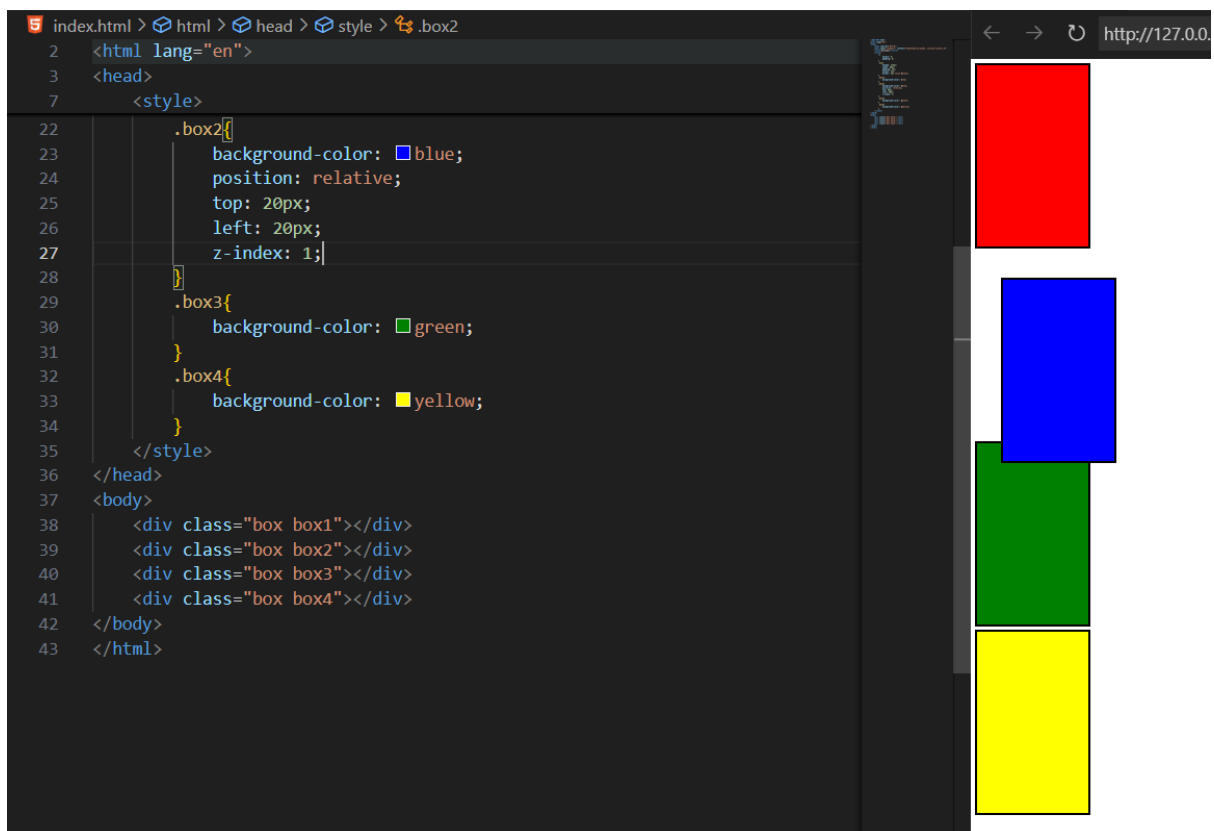 index.html > html > head > style > .box2
http://127.0.0.
2 <html lang="en">
3 <head>
7 <style>
22 .box2{
23 background-color: blue;
24 position: relative;
25 top: 20px;
26 left: 20px;
27 z-index: 1;
28 }
29 .box3{
30 background-color: green;
31 }
32 .box4{
33 background-color: yellow;
34 }
35 </style>
36 </head>
37 <body>
38 <div class="box box1"></div>
39 <div class="box box2"></div>
40 <div class="box box3"></div>
41 <div class="box box4"></div>
42 </body>
43 </html>